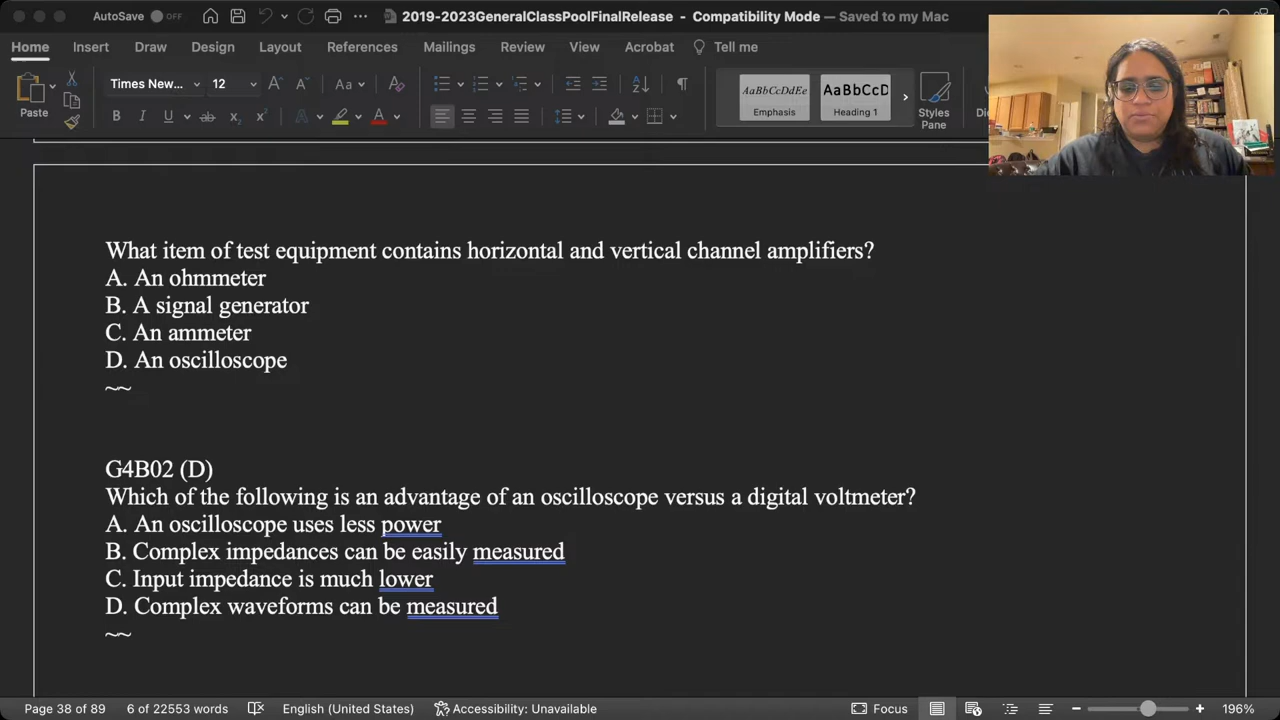 AutoSave OFF 2019-2023GeneralClassPoolFinalRelease - Compatibility Mode — Saved to my Mac
Home Insert Draw Design Layout References Mailings Review View Acrobat Tell me
Times New... 12 Aa AaBbCcDdEe AaBbCcD
Paste B I U ab x₂ x² A A Emphasis Heading 1 Styles
Pane
What item of test equipment contains horizontal and vertical channel amplifiers?
A. An ohmmeter
B. A signal generator
C. An ammeter
D. An oscilloscope
~~
G4B02 (D)
Which of the following is an advantage of an oscilloscope versus a digital voltmeter?
A. An oscilloscope uses less power
B. Complex impedances can be easily measured
C. Input impedance is much lower
D. Complex waveforms can be measured
~~
Page 38 of 89 6 of 22553 words English (United States) Accessibility: Unavailable Focus 196%